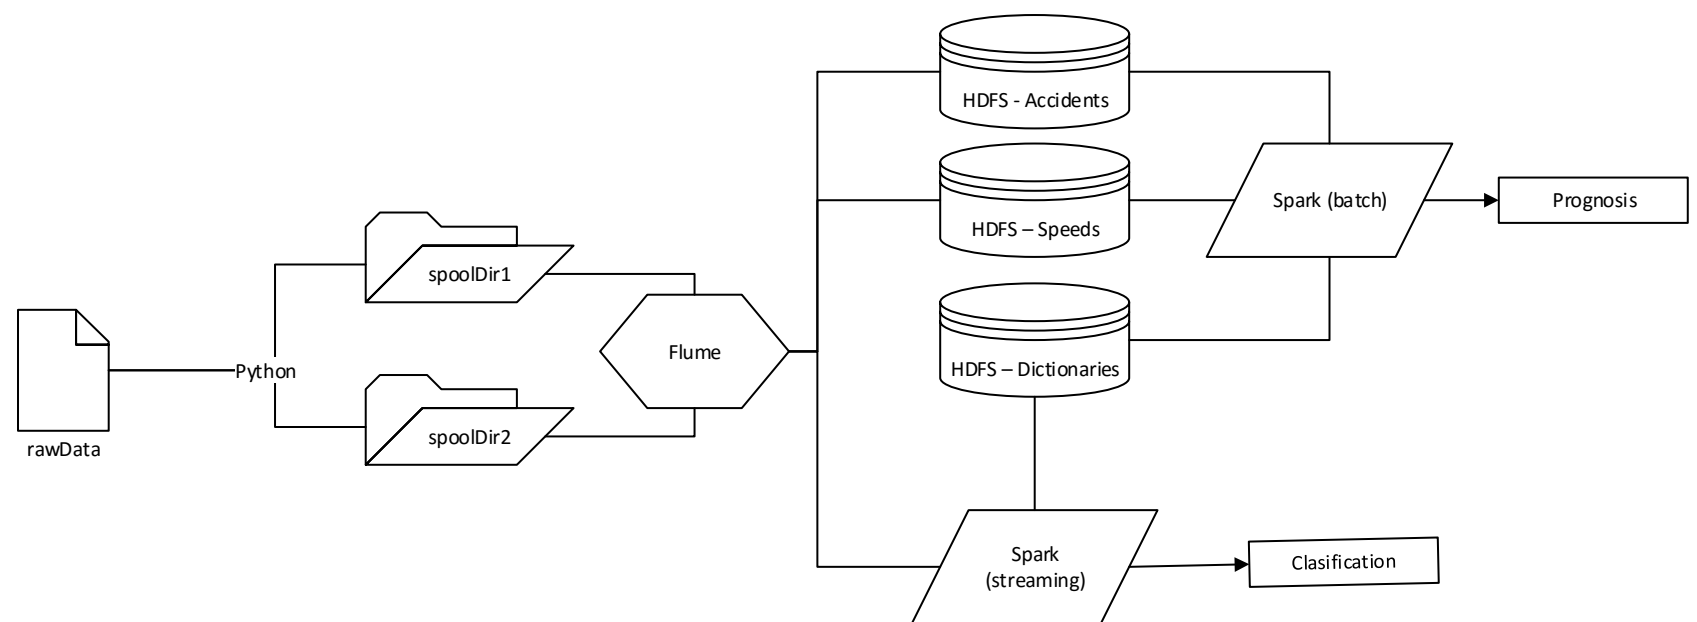 HDFS - Accidents
HDFS – Speeds
HDFS – Dictionaries
Spark (batch)
Prognosis
spoolDir1
spoolDir2
Flume
Python
rawData
Spark
(streaming)
Clasification